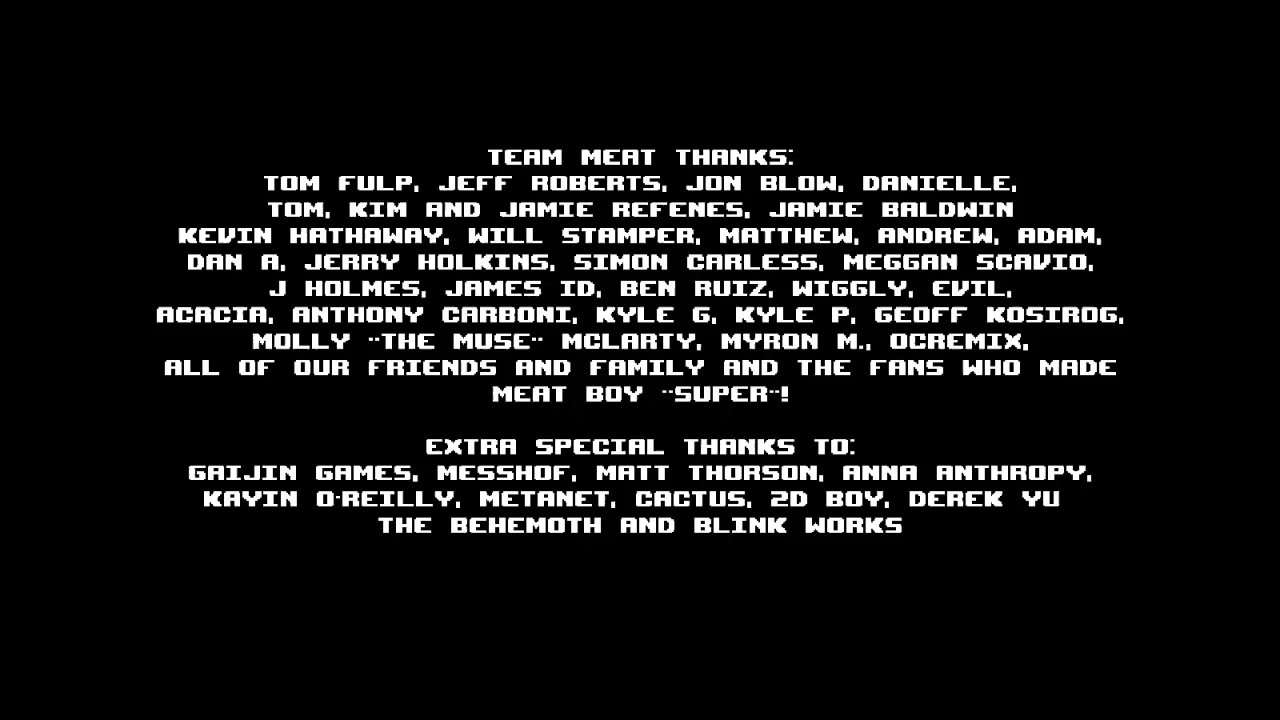 TEAM MEAT THANKS:
TOM FULP, JEFF ROBERTS, JON BLOW, DANIELLE,
TOM, KIM AND JAMIE REFENES, JAMIE BALDWIN
KEVIN HATHAWAY, WILL STAMPER, MATTHEW, ANDREW, ADAM,
DAN A, JERRY HOLKINS, SIMON CARLESS, MEGGAN SCAVIO,
J HOLMES, JAMES ID, BEN RUIZ, WIGGLY, EVIL,
ACACIA, ANTHONY CARBONI, KYLE G, KYLE P, GEOFF KOSIROG,
MOLLY "THE MUSE" MCLARTY, MYRON M., OCREMIX,
ALL OF OUR FRIENDS AND FAMILY AND THE FANS WHO MADE
MEAT BOY "SUPER"!
EXTRA SPECIAL THANKS TO:
GAIJIN GAMES, MESSHOF, MATT THORSON, ANNA ANTHROPY,
KAYIN O'REILLY, METANET, CACTUS, 2D BOY, DEREK YU
THE BEHEMOTH AND BLINK WORKS